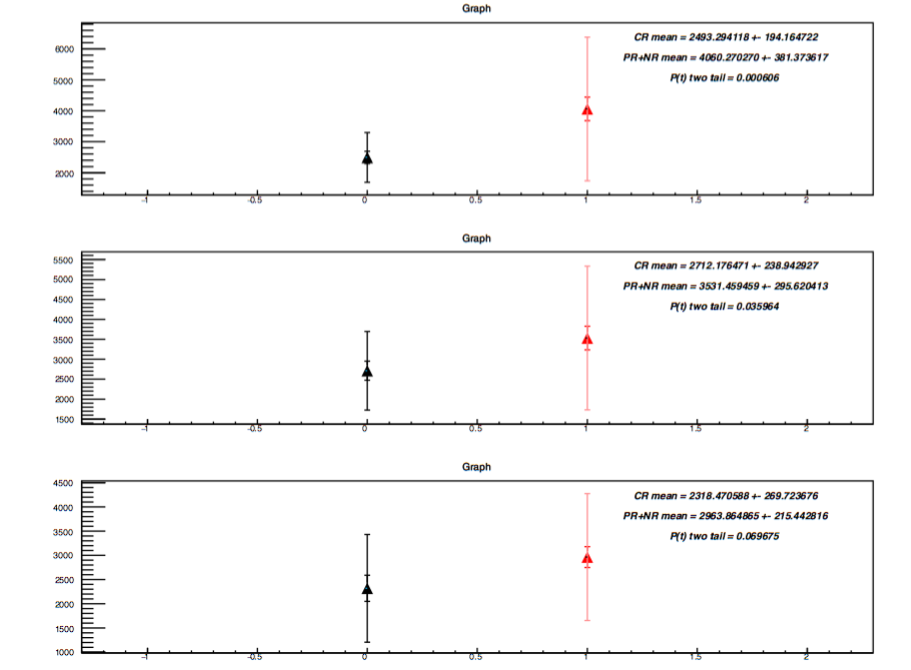 Graph
CR mean = 2493.294118 +- 194.164722
PR+NR mean = 4060.270270 +- 381.373617
P(t) two tail = 0.000606
6000
5000
4000
3000
2000
-1 -0.5 0 0.5 1 1.5 2
Graph
CR mean = 2712.176471 +- 238.942927
PR+NR mean = 3531.459459 +- 295.620413
P(t) two tail = 0.035964
5500
5000
4500
4000
3500
3000
2500
2000
1500
-1 -0.5 0 0.5 1 1.5 2
Graph
CR mean = 2318.470588 +- 269.723676
PR+NR mean = 2963.864865 +- 215.442816
P(t) two tail = 0.069675
4500
4000
3500
3000
2500
2000
1500
1000
-1 -0.5 0 0.5 1 1.5 2